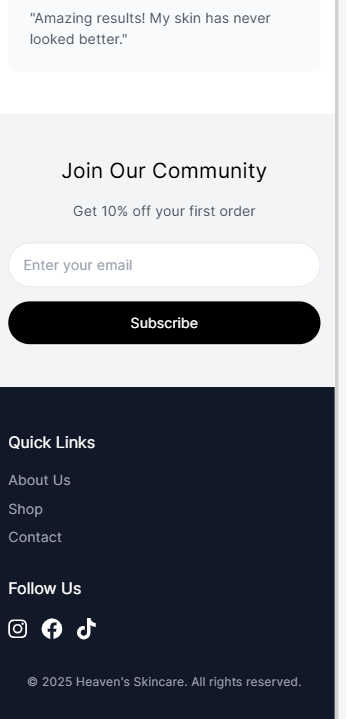 "Amazing results! My skin has never
looked better."
Join Our Community
Get 10% off your first order
Enter your email
Subscribe
Quick Links
About Us
Shop
Contact
Follow Us
© 2025 Heaven's Skincare. All rights reserved.